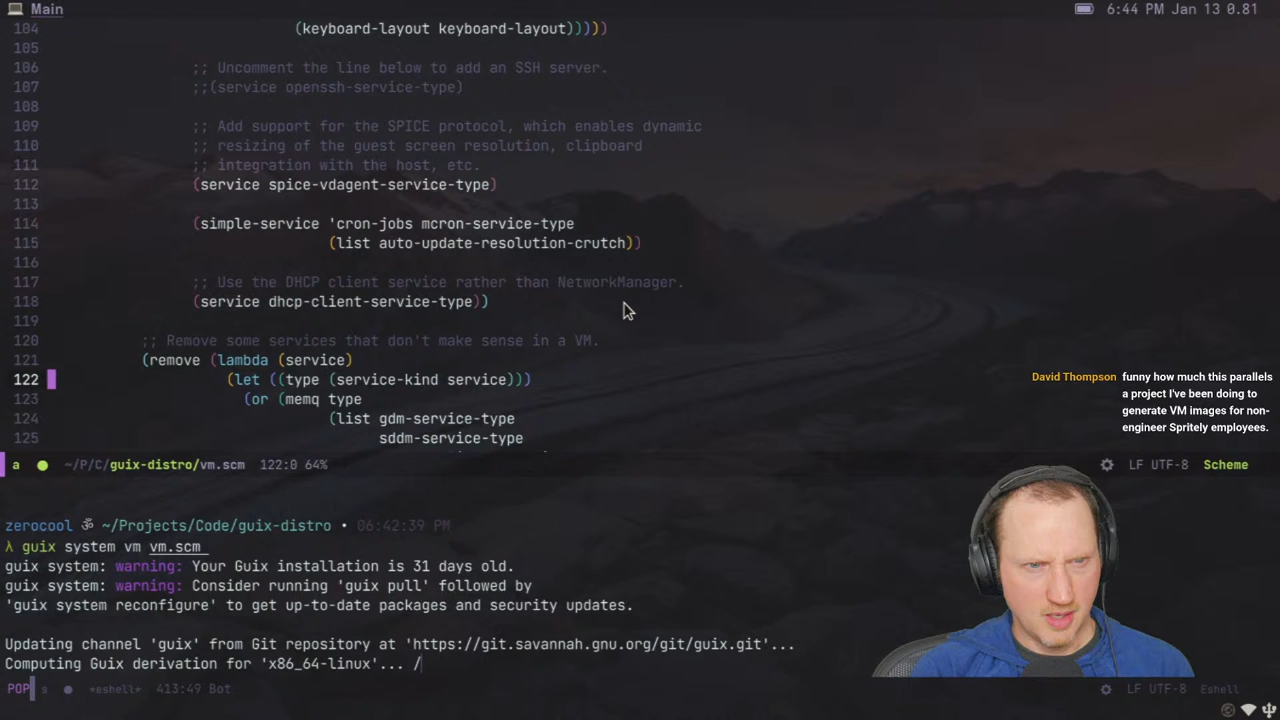 Main
6:44 PM Jan 13 0.81
104 (keyboard-layout keyboard-layout)))))
105
106 ;; Uncomment the line below to add an SSH server.
107 ;;(service openssh-service-type)
108
109 ;; Add support for the SPICE protocol, which enables dynamic
110 ;; resizing of the guest screen resolution, clipboard
111 ;; integration with the host, etc.
112 (service spice-vdagent-service-type)
113
114 (simple-service 'cron-jobs mcron-service-type
115 (list auto-update-resolution-crutch))
116
117 ;; Use the DHCP client service rather than NetworkManager.
118 (service dhcp-client-service-type))
119
120 ;; Remove some services that don't make sense in a VM.
121 (remove (lambda (service)
122 (let ((type (service-kind service)))
123 (or (memq type
124 (list gdm-service-type
125 sddm-service-type
David Thompson funny how much this parallels
a project I've been doing to
generate VM images for non-
engineer Spritely employees.
a ~/P/C/guix-distro/vm.scm 122:0 64% LF UTF-8 Scheme
zerocool ॐ ~/Projects/Code/guix-distro • 06:42:39 PM
λ guix system vm vm.scm
guix system: warning: Your Guix installation is 31 days old.
guix system: warning: Consider running 'guix pull' followed by
'guix system reconfigure' to get up-to-date packages and security updates.
Updating channel 'guix' from Git repository at 'https://git.savannah.gnu.org/git/guix.git'...
Computing Guix derivation for 'x86_64-linux'... /
POP s *eshell* 413:49 Bot LF UTF-8 Eshell